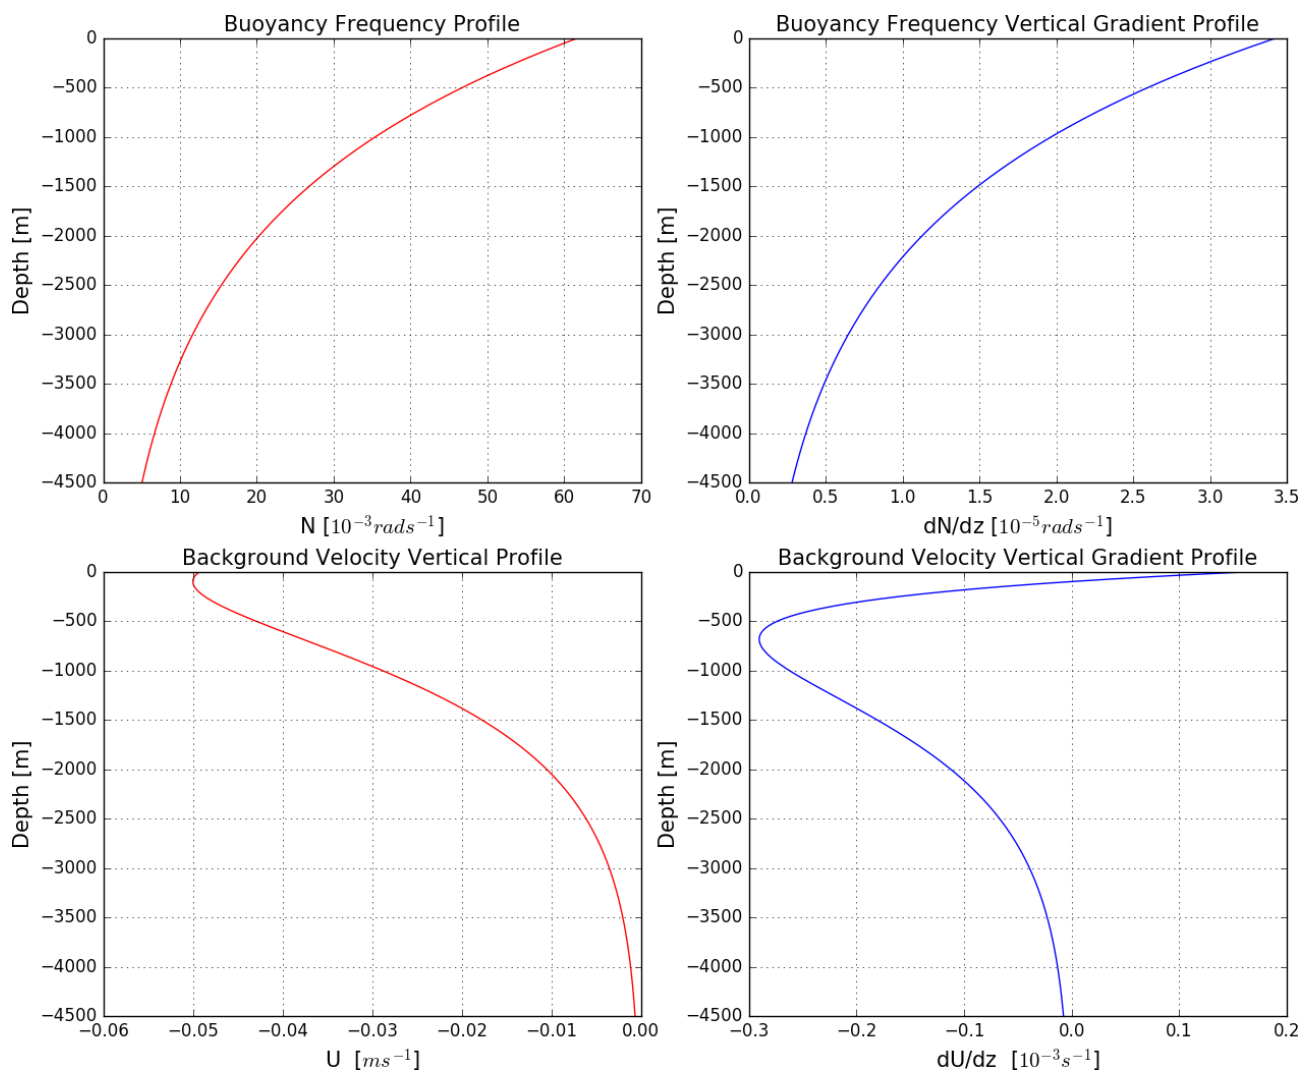 Buoyancy Frequency Profile
0
−500
−1000
−1500
−2000
−2500
−3000
−3500
−4000
−4500
Depth [m]
0 10 20 30 40 50 60 70
N [10⁻³rads⁻¹]
Buoyancy Frequency Vertical Gradient Profile
0
−500
−1000
−1500
−2000
−2500
−3000
−3500
−4000
−4500
Depth [m]
0.0 0.5 1.0 1.5 2.0 2.5 3.0 3.5
dN/dz [10⁻⁵rads⁻¹]
Background Velocity Vertical Profile
0
−500
−1000
−1500
−2000
−2500
−3000
−3500
−4000
−4500
Depth [m]
−0.06 −0.05 −0.04 −0.03 −0.02 −0.01 0.00
U [ms⁻¹]
Background Velocity Vertical Gradient Profile
0
−500
−1000
−1500
−2000
−2500
−3000
−3500
−4000
−4500
Depth [m]
−0.3 −0.2 −0.1 0.0 0.1 0.2
dU/dz [10⁻³s⁻¹]